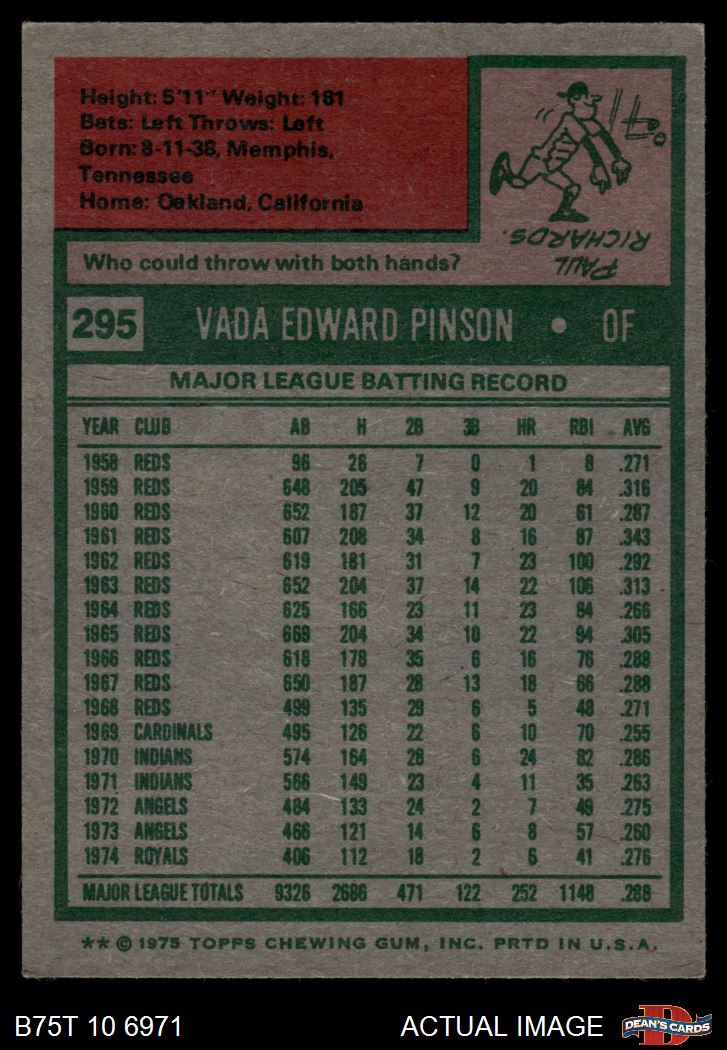 Height: 5'11" Weight: 181
Bats: Left Throws: Left
Born: 8-11-38, Memphis,
Tennessee
Home: Oakland, California
Who could throw with both hands?
PAUL
RICHARDS.
295 VADA EDWARD PINSON • OF
MAJOR LEAGUE BATTING RECORD
YEAR CLUB AB H 2B 3B HR RBI AVG
1958 REDS 96 26 7 0 1 8 .271
1959 REDS 648 205 47 9 20 84 .316
1960 REDS 652 187 37 12 20 61 .287
1961 REDS 607 208 34 8 16 87 .343
1962 REDS 619 181 31 7 23 100 .292
1963 REDS 652 204 37 14 22 106 .313
1964 REDS 625 166 23 11 23 84 .266
1965 REDS 669 204 34 10 22 94 .305
1966 REDS 618 178 35 6 16 76 .288
1967 REDS 650 187 28 13 18 66 .288
1968 REDS 499 135 29 6 5 48 .271
1969 CARDINALS 495 126 22 6 10 70 .255
1970 INDIANS 574 164 28 6 24 82 .286
1971 INDIANS 566 149 23 4 11 35 .263
1972 ANGELS 484 133 24 2 7 49 .275
1973 ANGELS 466 121 14 6 8 57 .260
1974 ROYALS 406 112 18 2 6 41 .276
MAJOR LEAGUE TOTALS 9326 2686 471 122 252 1148 .288
** © 1975 TOPPS CHEWING GUM, INC. PRTD IN U.S.A.
B75T 10 6971 ACTUAL IMAGE
D
DEAN'S CARDS